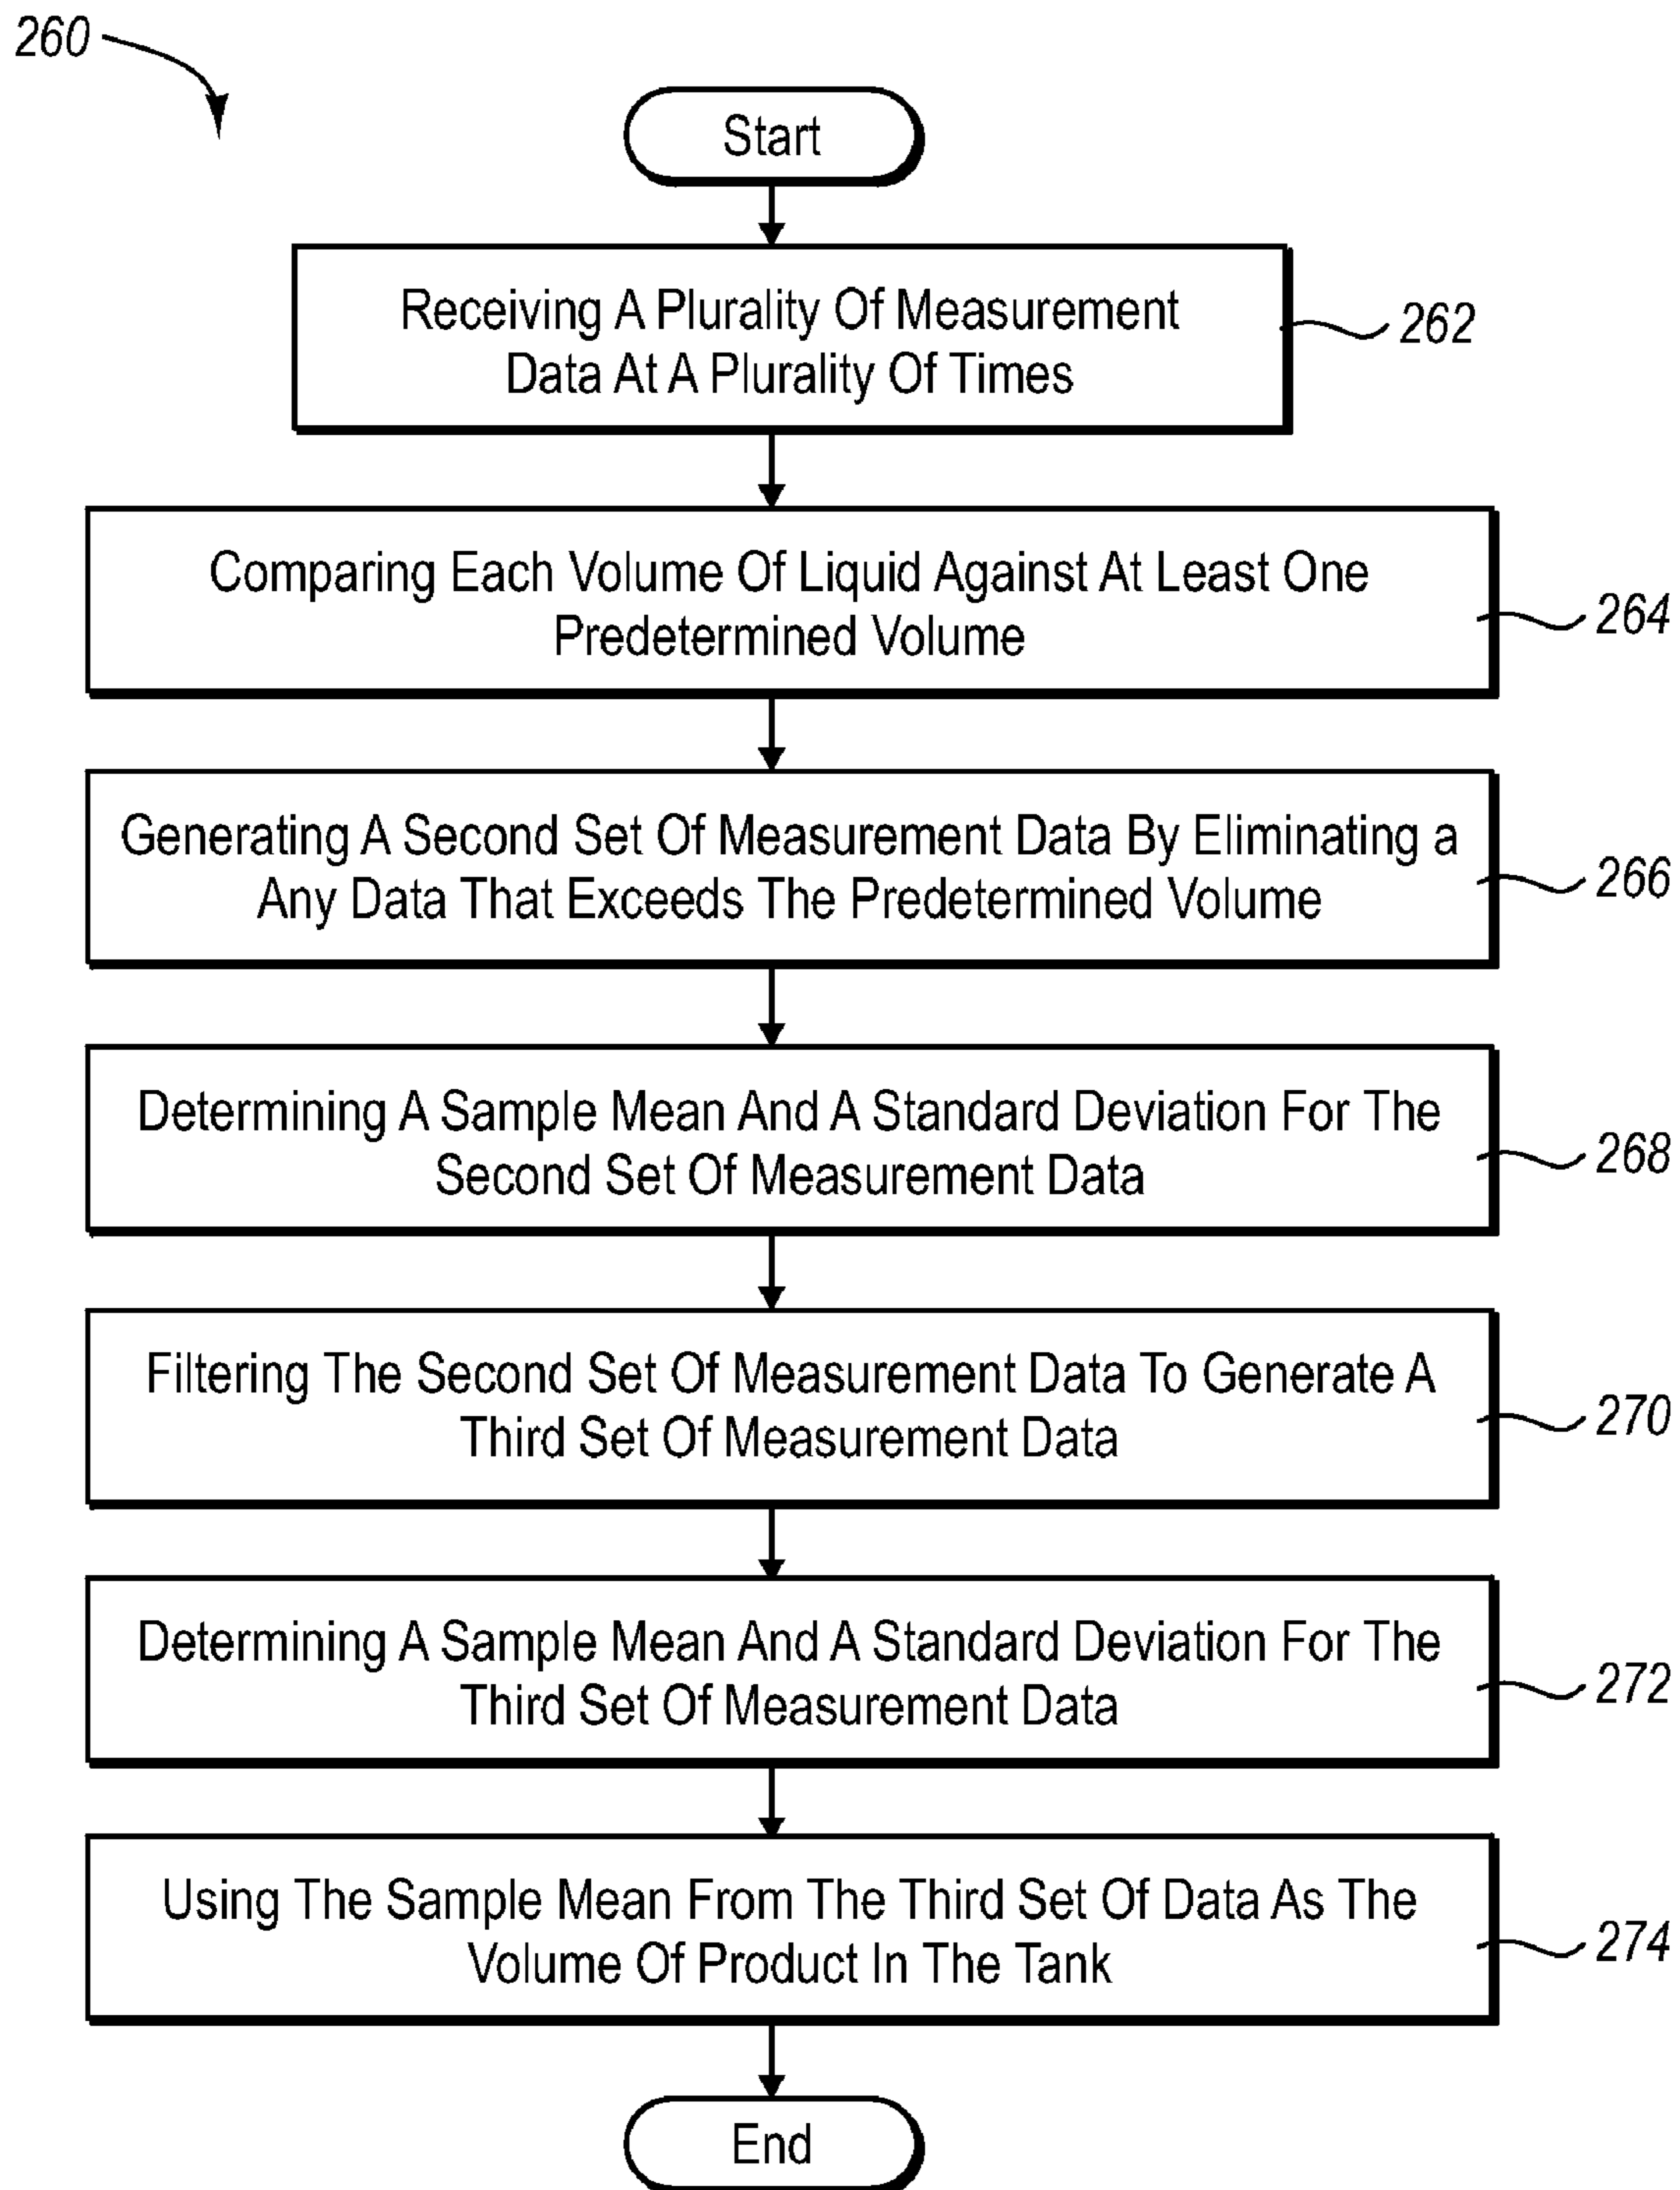 260
Start
Receiving A Plurality Of Measurement
Data At A Plurality Of Times
262
Comparing Each Volume Of Liquid Against At Least One
Predetermined Volume
264
Generating A Second Set Of Measurement Data By Eliminating a
Any Data That Exceeds The Predetermined Volume
266
Determining A Sample Mean And A Standard Deviation For The
Second Set Of Measurement Data
268
Filtering The Second Set Of Measurement Data To Generate A
Third Set Of Measurement Data
270
Determining A Sample Mean And A Standard Deviation For The
Third Set Of Measurement Data
272
Using The Sample Mean From The Third Set Of Data As The
Volume Of Product In The Tank
274
End